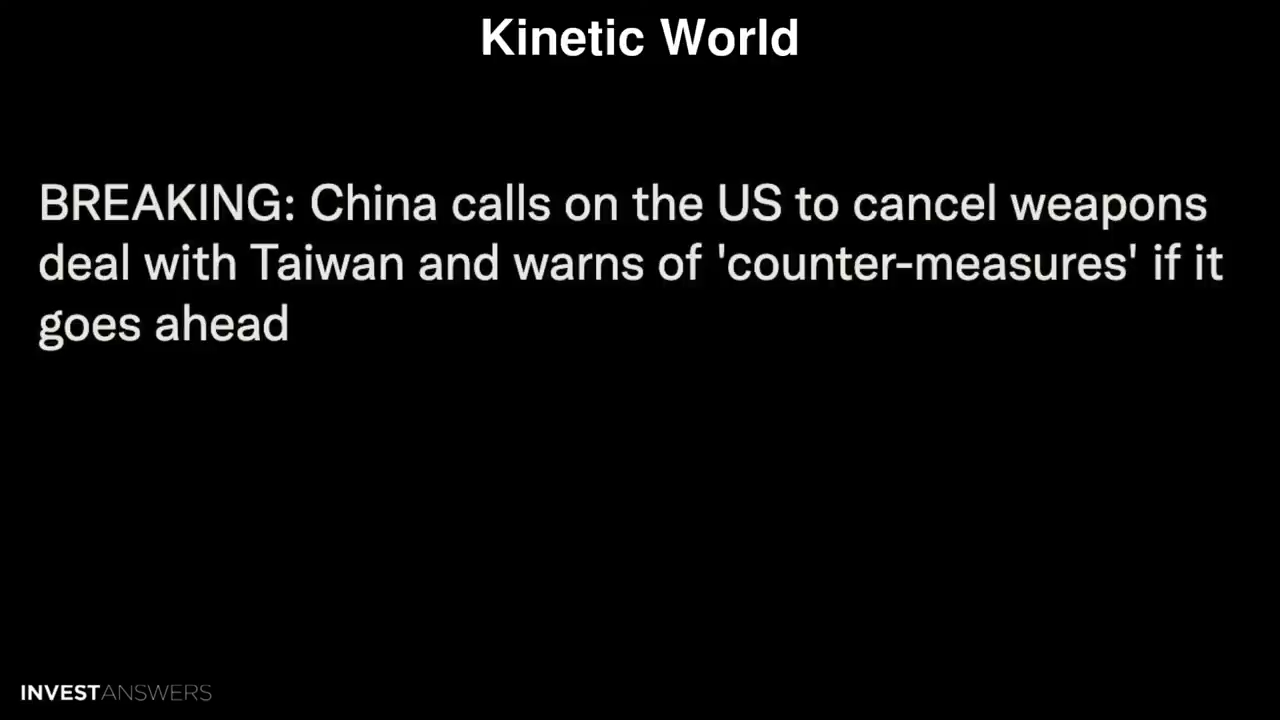 Kinetic World
BREAKING: China calls on the US to cancel weapons
deal with Taiwan and warns of 'counter-measures' if it
goes ahead
INVESTANSWERS